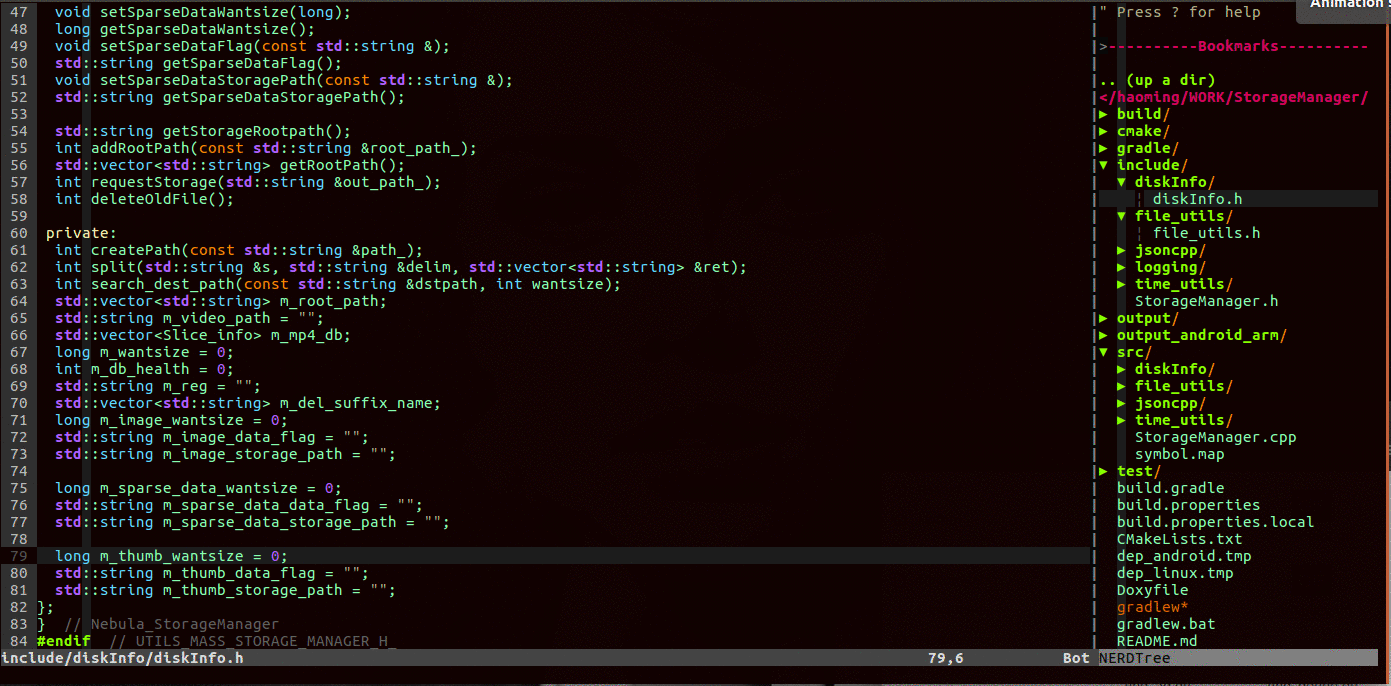 47   void setSparseDataWantsize(long);
48   long getSparseDataWantsize();
49   void setSparseDataFlag(const std::string &);
50   std::string getSparseDataFlag();
51   void setSparseDataStoragePath(const std::string &);
52   std::string getSparseDataStoragePath();
53
54   std::string getStorageRootpath();
55   int addRootPath(const std::string &root_path_);
56   std::vector<std::string> getRootPath();
57   int requestStorage(std::string &out_path_);
58   int deleteOldFile();
59
60  private:
61   int createPath(const std::string &path_);
62   int split(std::string &s, std::string &delim, std::vector<std::string> &ret);
63   int search_dest_path(const std::string &dstpath, int wantsize);
64   std::vector<std::string> m_root_path;
65   std::string m_video_path = "";
66   std::vector<Slice_info> m_mp4_db;
67   long m_wantsize = 0;
68   int m_db_health = 0;
69   std::string m_reg = "";
70   std::vector<std::string> m_del_suffix_name;
71   long m_image_wantsize = 0;
72   std::string m_image_data_flag = "";
73   std::string m_image_storage_path = "";
74
75   long m_sparse_data_wantsize = 0;
76   std::string m_sparse_data_data_flag = "";
77   std::string m_sparse_data_storage_path = "";
78
79   long m_thumb_wantsize = 0;
80   std::string m_thumb_data_flag = "";
81   std::string m_thumb_storage_path = "";
82 };
83 }  // Nebula_StorageManager
84 #endif  // UTILS_MASS_STORAGE_MANAGER_H_
include/diskInfo/diskInfo.h 79,6 Bot
Animation
" Press ? for help
>----------Bookmarks----------
.. (up a dir)
</haoming/WORK/StorageManager/
▶ build/
▶ cmake/
▶ gradle/
▼ include/
▼ diskInfo/
¦ diskInfo.h
▼ file_utils/
¦ file_utils.h
▶ jsoncpp/
▶ logging/
▶ time_utils/
StorageManager.h
▶ output/
▶ output_android_arm/
▼ src/
▶ diskInfo/
▶ file_utils/
▶ jsoncpp/
▶ time_utils/
StorageManager.cpp
symbol.map
▶ test/
build.gradle
build.properties
build.properties.local
CMakeLists.txt
dep_android.tmp
dep_linux.tmp
Doxyfile
gradlew*
gradlew.bat
README.md
NERDTree